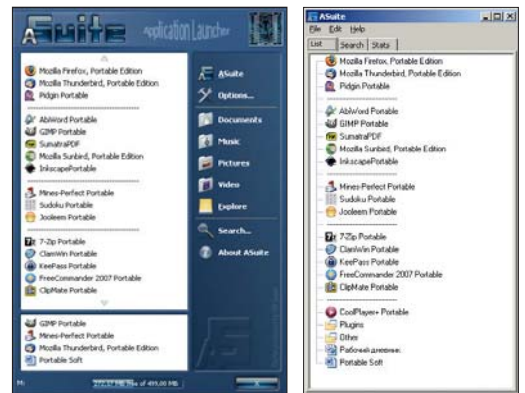 ASuite
Application Launcher
Mozilla Firefox, Portable Edition
Mozilla Thunderbird, Portable Edition
Pidgin Portable
AbiWord Portable
GIMP Portable
SumatraPDF
Mozilla Sunbird, Portable Edition
InkscapePortable
Mines-Perfect Portable
Sudoku Portable
Jooleem Portable
7-Zip Portable
ClamWin Portable
KeePass Portable
FreeCommander 2007 Portable
ClipMate Portable
GIMP Portable
Mines-Perfect Portable
Mozilla Thunderbird, Portable Edition
Portable Soft
ASuite
Options...
Documents
Music
Pictures
Video
Explore
Search...
About ASuite
M:
free of 499,00 MB
X
ASuite
File Edit Help
List Search Stats
Mozilla Firefox, Portable Edition
Mozilla Thunderbird, Portable Edition
Pidgin Portable
AbiWord Portable
GIMP Portable
SumatraPDF
Mozilla Sunbird, Portable Edition
InkscapePortable
Mines-Perfect Portable
Sudoku Portable
Jooleem Portable
7-Zip Portable
ClamWin Portable
KeePass Portable
FreeCommander 2007 Portable
ClipMate Portable
CoolPlayer+ Portable
Plugins
Other
Рабочий дневник
Portable Soft